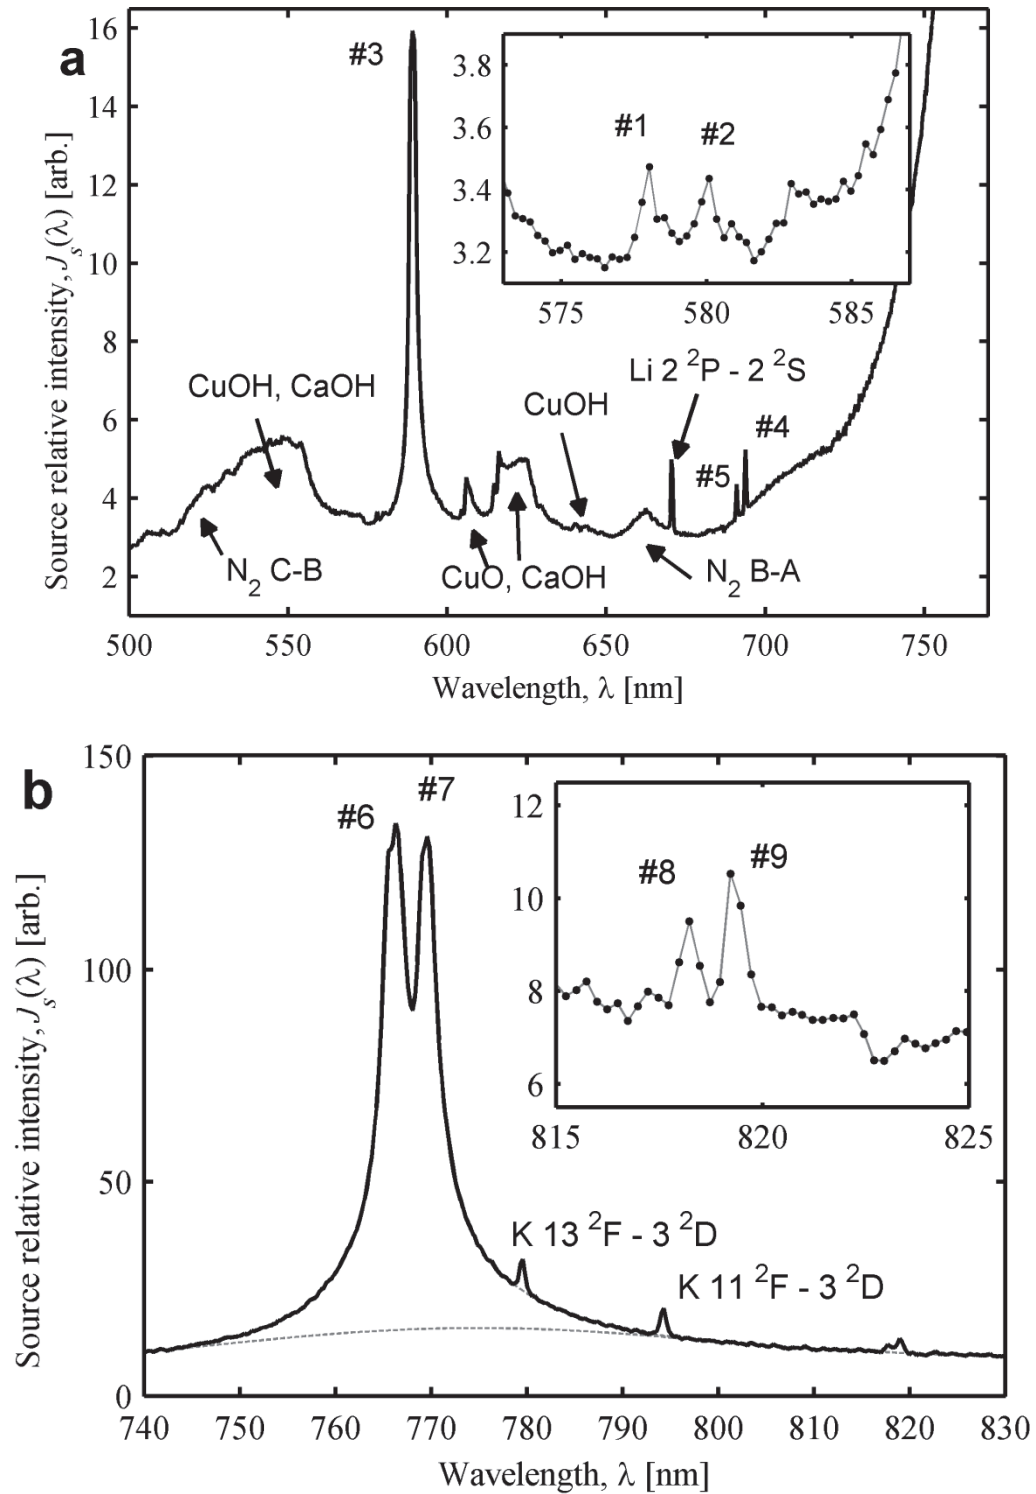 a
16
14
12
10
8
6
4
2
Source relative intensity, Js(λ) [arb.]
#3
3.8
3.6
3.4
3.2
#1
#2
575 580 585
CuOH, CaOH
N2 C-B
CuOH
CuO, CaOH
Li 2 ²P - 2 ²S
#4
#5
N2 B-A
500 550 600 650 700 750
Wavelength, λ [nm]
b
150
100
50
0
Source relative intensity, Js(λ) [arb.]
#6
#7
12
10
8
6
#8
#9
815 820 825
K 13 ²F - 3 ²D
K 11 ²F - 3 ²D
740 750 760 770 780 790 800 810 820 830
Wavelength, λ [nm]